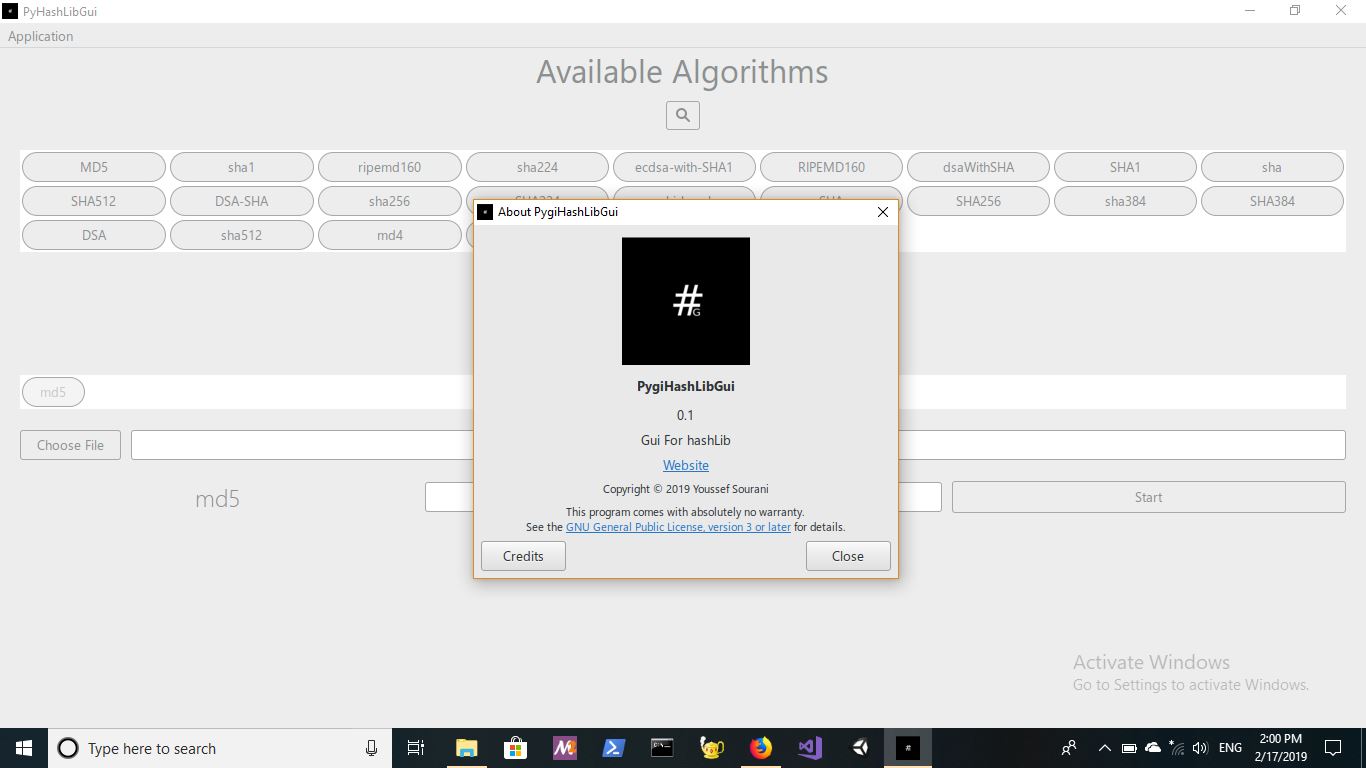 PyHashLibGui
Application
Available Algorithms
MD5 sha1 ripemd160 sha224 ecdsa-with-SHA1 RIPEMD160 dsaWithSHA SHA1 sha
SHA512 DSA-SHA sha256 SHA224 SHA SHA256 sha384 SHA384
DSA sha512 md4
About PygiHashLibGui
#G
PygiHashLibGui
0.1
Gui For hashLib
Website
Copyright © 2019 Youssef Sourani
This program comes with absolutely no warranty.
See the GNU General Public License, version 3 or later for details.
Credits Close
md5
Choose File
md5 Start
Activate Windows
Go to Settings to activate Windows.
Type here to search
ENG
2:00 PM
2/17/2019